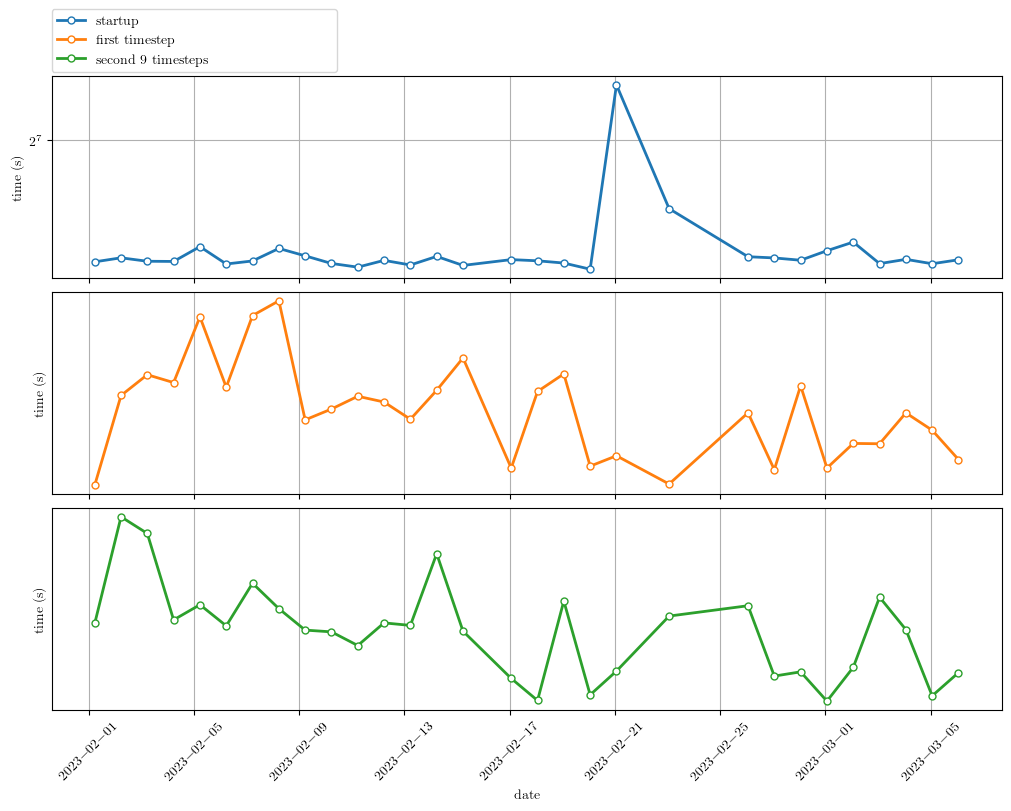 startup
first timestep
second 9 timesteps
2^7
time (s)
time (s)
time (s)
2023−02−01
2023−02−05
2023−02−09
2023−02−13
2023−02−17
2023−02−21
2023−02−25
2023−03−01
2023−03−05
date